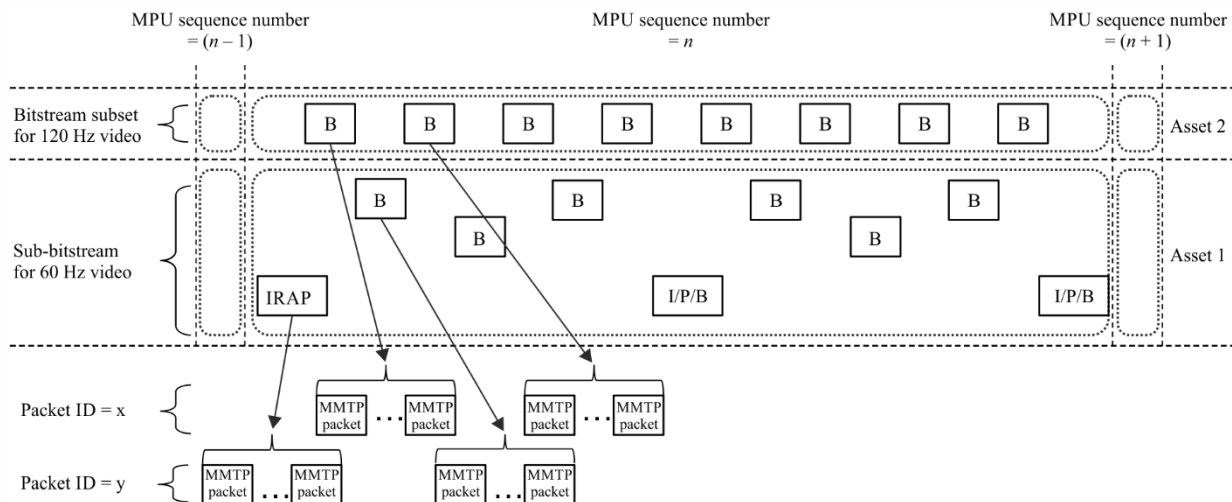 MPU sequence number
= (n – 1)
MPU sequence number
= n
MPU sequence number
= (n + 1)
Bitstream subset
for 120 Hz video
B B B B B B B B
Asset 2
Sub-bitstream
for 60 Hz video
B B B B
B B
IRAP I/P/B I/P/B
Asset 1
Packet ID = x
MMTP
packet
...
MMTP
packet
MMTP
packet
...
MMTP
packet
Packet ID = y
MMTP
packet
...
MMTP
packet
MMTP
packet
...
MMTP
packet